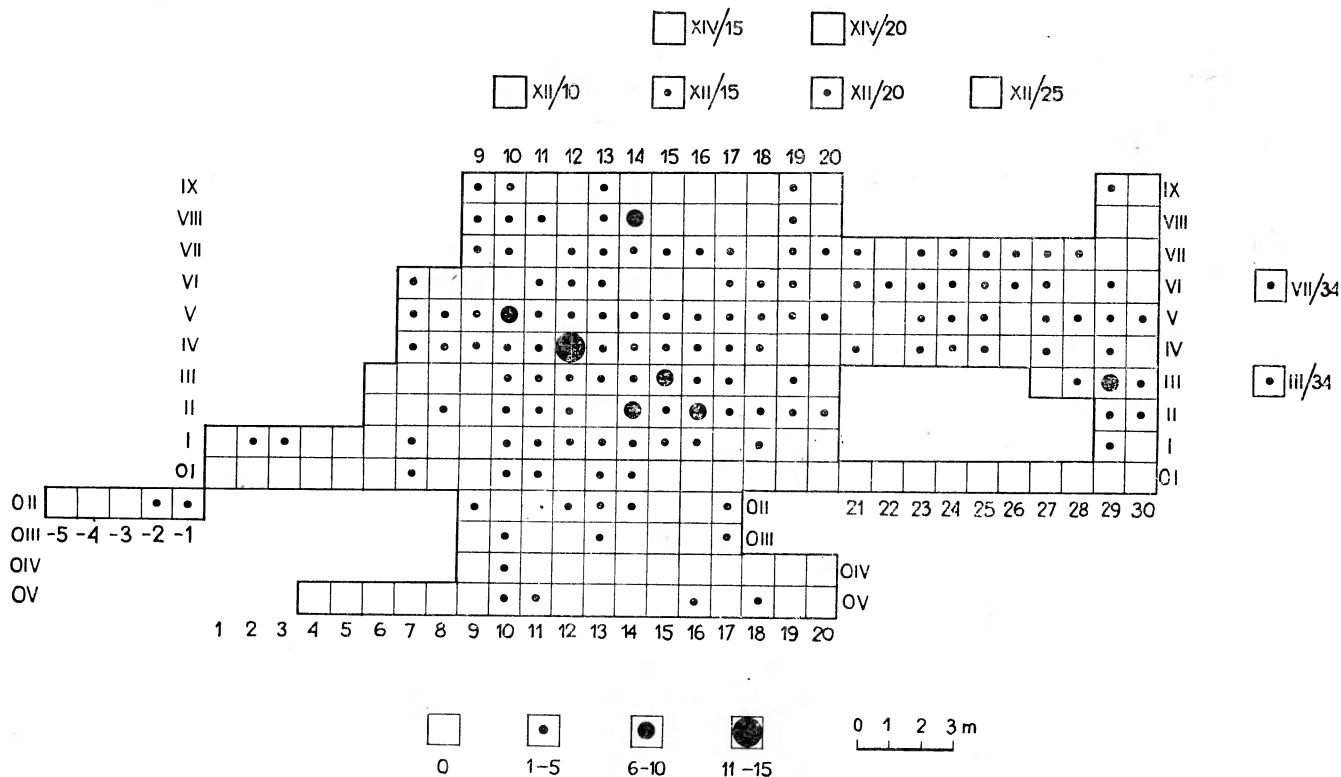 XIV/15 XIV/20
XII/10 XII/15 XII/20 XII/25
9 10 11 12 13 14 15 16 17 18 19 20
IX IX
VIII VIII
VII VII
VI VI
VII/34
V V
IV IV
III III
III/34
II II
I I
OI OI
OII OII 21 22 23 24 25 26 27 28 29 30
OIII -5 -4 -3 -2 -1 OIII
OIV OIV
OV OV
1 2 3 4 5 6 7 8 9 10 11 12 13 14 15 16 17 18 19 20
0 1 2 3 m
0 1-5 6-10 11-15